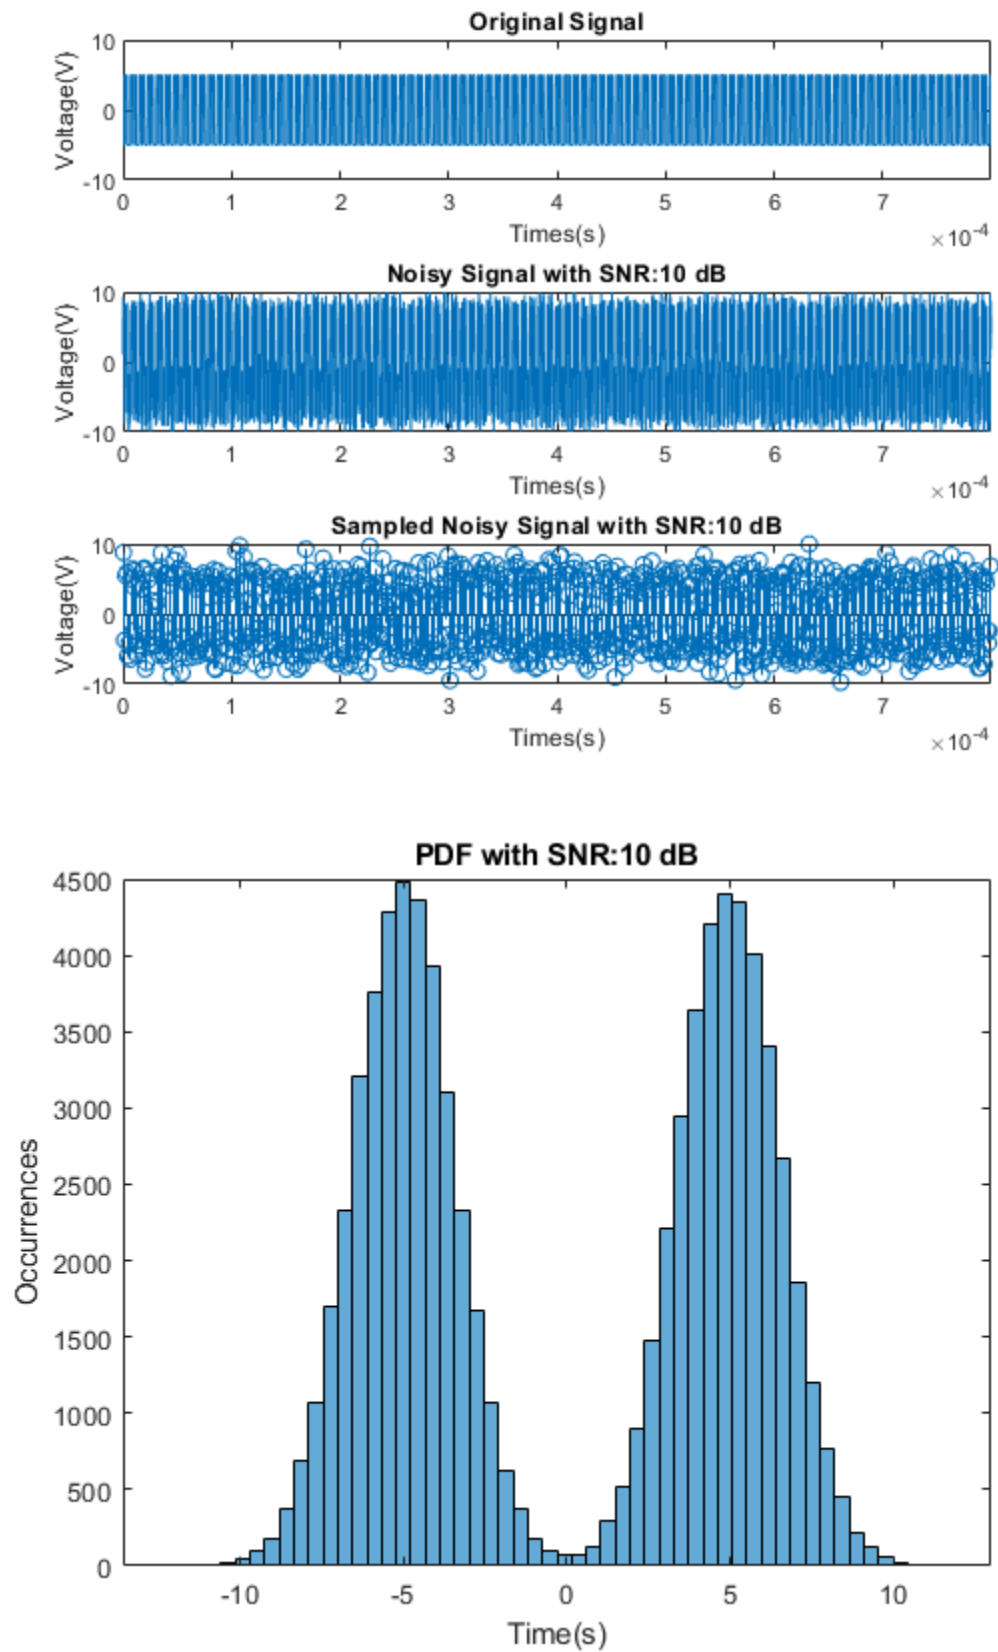 Original Signal
10
0
-10
Voltage(V)
0 1 2 3 4 5 6 7
Times(s)
×10-4
Noisy Signal with SNR:10 dB
10
0
-10
Voltage(V)
0 1 2 3 4 5 6 7
Times(s)
×10-4
Sampled Noisy Signal with SNR:10 dB
10
0
-10
Voltage(V)
0 1 2 3 4 5 6 7
Times(s)
×10-4
PDF with SNR:10 dB
4500
4000
3500
3000
2500
2000
1500
1000
500
0
Occurrences
-10 -5 0 5 10
Time(s)